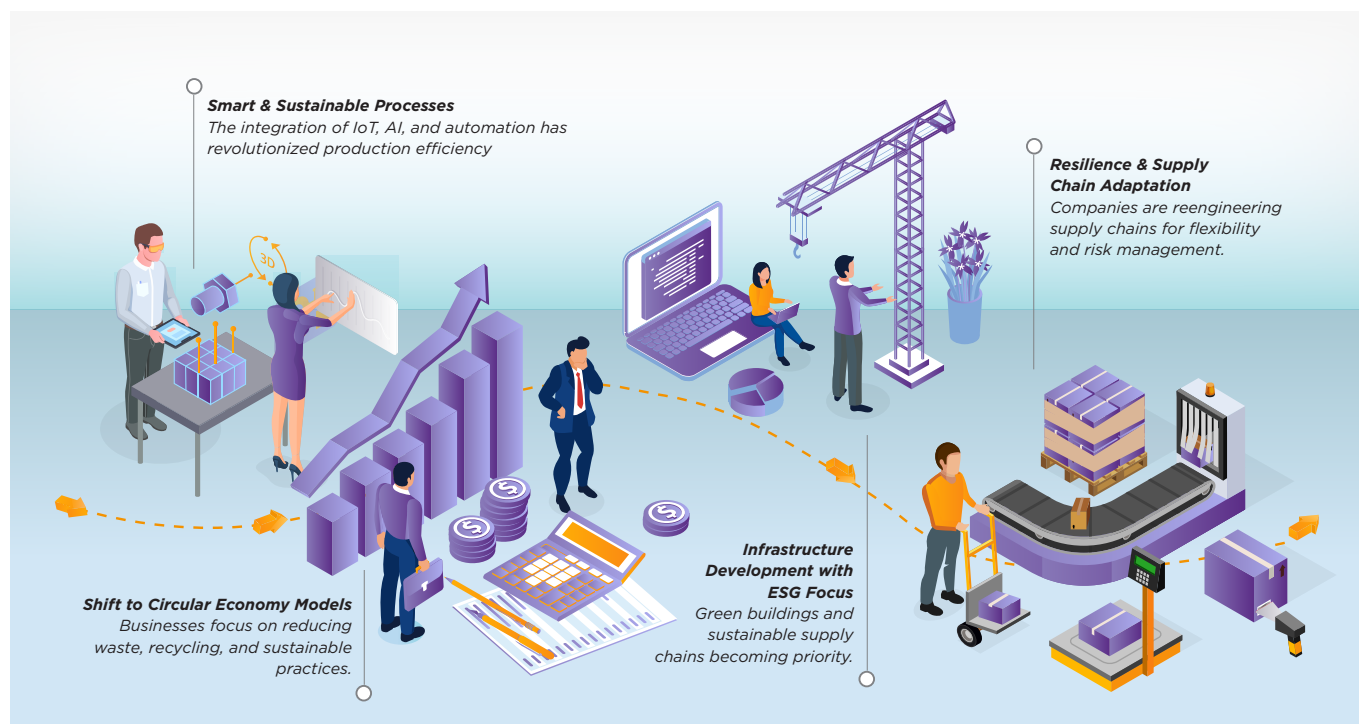 Smart & Sustainable Processes
The integration of IoT, AI, and automation has
revolutionized production efficiency
Resilience & Supply
Chain Adaptation
Companies are reengineering
supply chains for flexibility
and risk management.
3D
$
$
$
Infrastructure
Development with
ESG Focus
Green buildings and
sustainable supply
chains becoming priority.
Shift to Circular Economy Models
Businesses focus on reducing
waste, recycling, and sustainable
practices.